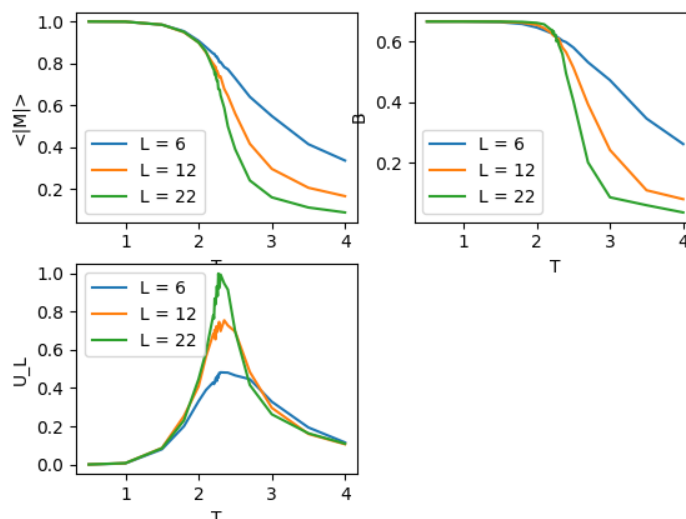 1.0
0.8
0.6
0.4
0.2
<|M|>
L = 6
L = 12
L = 22
1 2 3 4
T
0.6
0.4
0.2
B
L = 6
L = 12
L = 22
0 1 2 3 4
T
1.0
0.8
0.6
0.4
0.2
0.0
U_L
L = 6
L = 12
L = 22
1 2 3 4
T